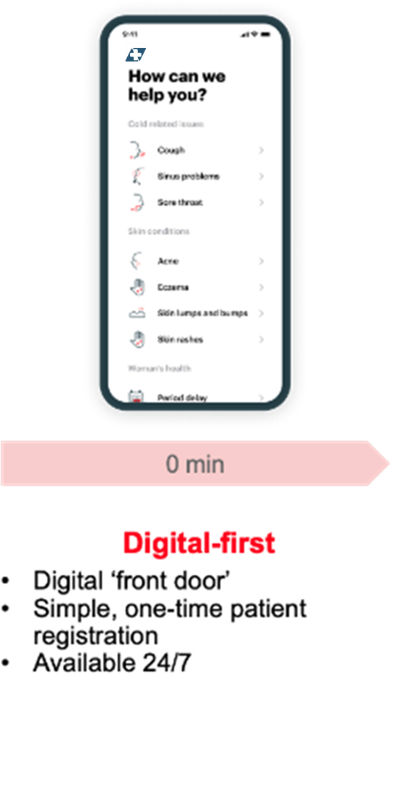 9:41
How can we
help you?
Cold related issues
Cough
Sinus problems
Sore throat
Skin conditions
Acne
Eczema
Skin lumps and bumps
Skin rashes
Woman's health
Period delay
0 min
Digital-first
• Digital ‘front door’
• Simple, one-time patient
registration
• Available 24/7